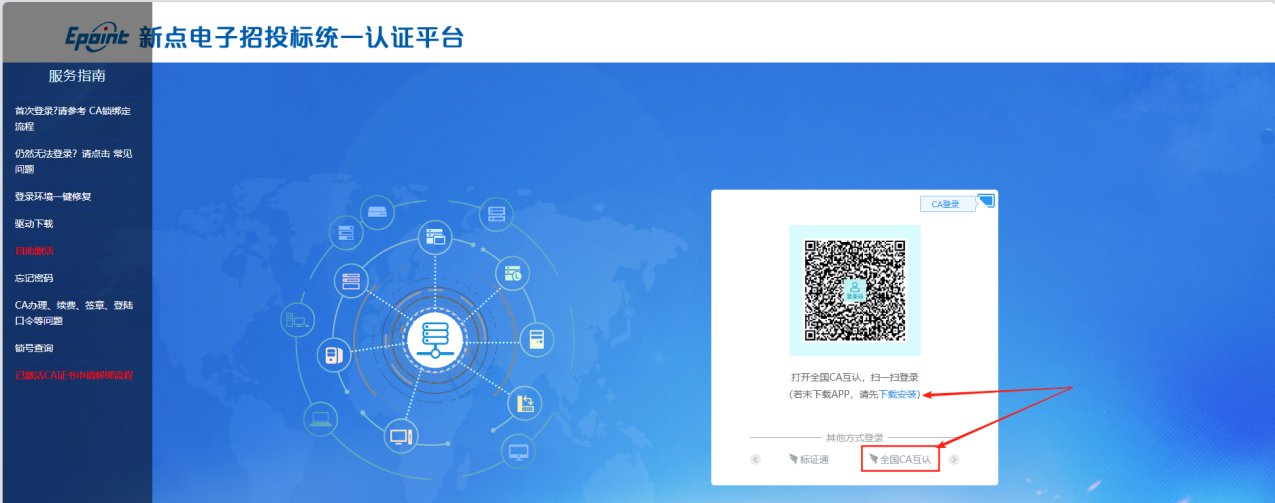 Epoint 新点电子招投标统一认证平台
服务指南
首次登录?请参考 CA锁绑定
流程
仍然无法登录？请点击 常见
问题
登录环境一键修复
驱动下载
自助激活
忘记密码
CA办理、续费、签章、登陆
口令等问题
锁号查询
已激活CA证书申请解绑流程
CA登录
登录码
打开全国CA互认，扫一扫登录
(若未下载APP，请先下载安装)
其他方式登录
标证通
全国CA互认